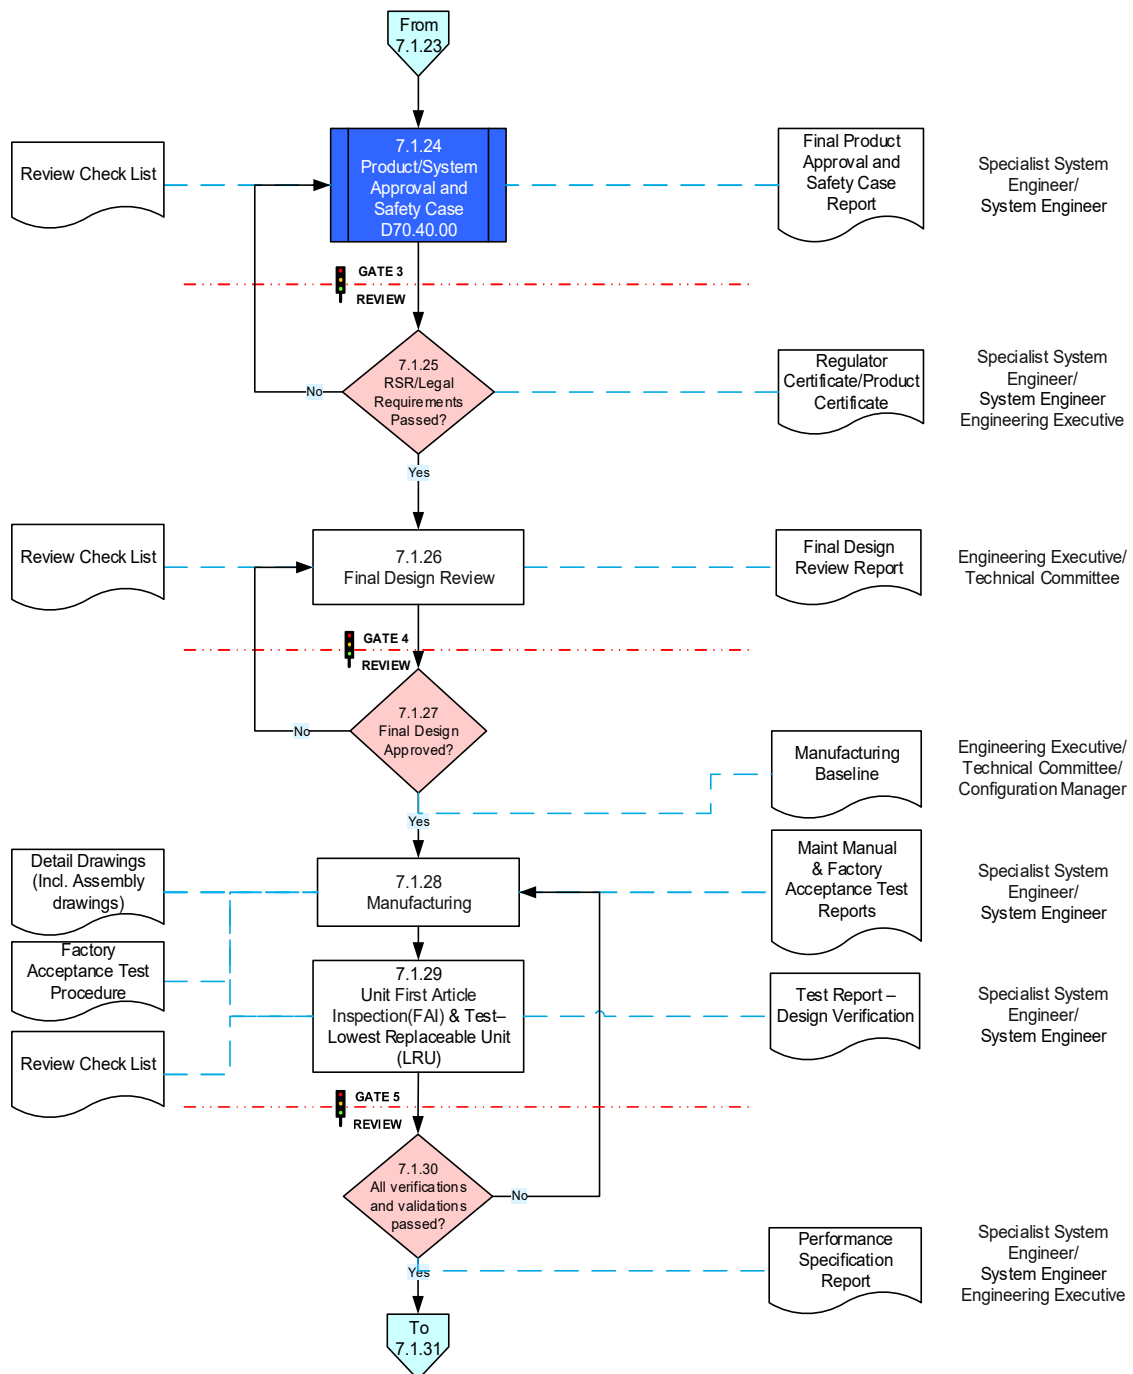 From
7.1.23
Review Check List
7.1.24
Product/System
Approval and
Safety Case
D70.40.00
Final Product
Approval and
Safety Case
Report
Specialist System
Engineer/
System Engineer
GATE 3
REVIEW
7.1.25
RSR/Legal
Requirements
Passed?
No
Yes
Regulator
Certificate/Product
Certificate
Specialist System
Engineer/
System Engineer
Engineering Executive
Review Check List
7.1.26
Final Design Review
Final Design
Review Report
Engineering Executive/
Technical Committee
GATE 4
REVIEW
7.1.27
Final Design
Approved?
No
Yes
Manufacturing
Baseline
Engineering Executive/
Technical Committee/
Configuration Manager
Detail Drawings
(Incl. Assembly
drawings)
7.1.28
Manufacturing
Maint Manual
& Factory
Acceptance Test
Reports
Specialist System
Engineer/
System Engineer
Factory
Acceptance Test
Procedure
7.1.29
Unit First Article
Inspection(FAI) & Test–
Lowest Replaceable Unit
(LRU)
Test Report –
Design Verification
Specialist System
Engineer/
System Engineer
Review Check List
GATE 5
REVIEW
7.1.30
All verifications
and validations
passed?
No
Yes
Performance
Specification
Report
Specialist System
Engineer/
System Engineer
Engineering Executive
To
7.1.31